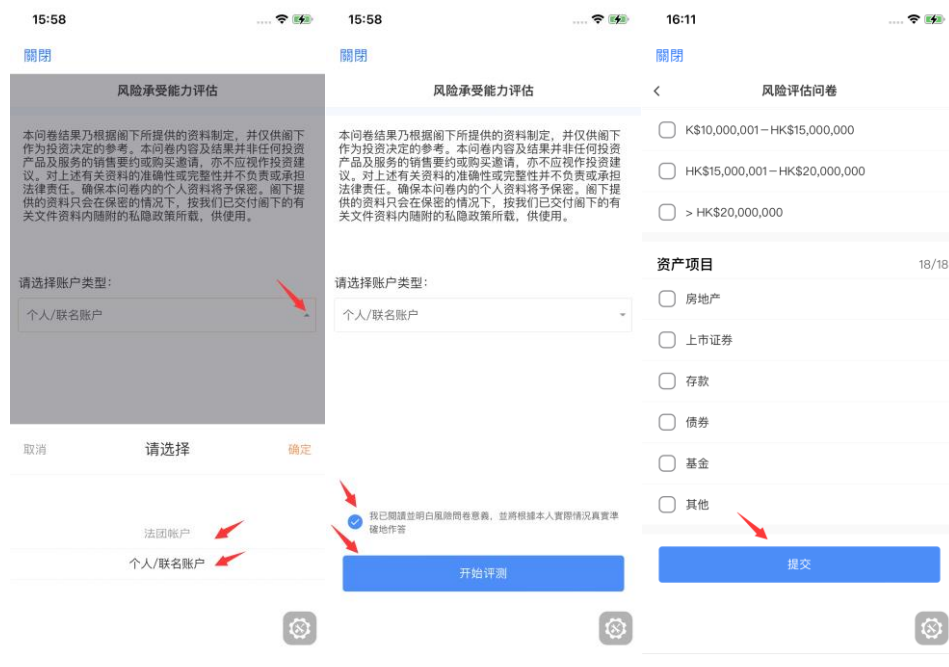 15:58
關閉
风险承受能力评估
本问卷结果乃根据阁下所提供的资料制定，并仅供阁下
作为投资决定的参考。本问卷内容及结果并非任何投资
产品及服务的销售要约或购买邀请，亦不应视作投资建
议。对上述有关资料的准确性或完整性并不负责或承担
法律责任。确保本问卷内的个人资料将予保密。阁下提
供的资料只会在保密的情况下，按我们已交付阁下的有
关文件资料内随附的私隐政策所载，供使用。
请选择账户类型：
个人/联名账户
取消
请选择
确定
法团帐户
个人/联名账户
15:58
關閉
风险承受能力评估
本问卷结果乃根据阁下所提供的资料制定，并仅供阁下
作为投资决定的参考。本问卷内容及结果并非任何投资
产品及服务的销售要约或购买邀请，亦不应视作投资建
议。对上述有关资料的准确性或完整性并不负责或承担
法律责任。确保本问卷内的个人资料将予保密。阁下提
供的资料只会在保密的情况下，按我们已交付阁下的有
关文件资料内随附的私隐政策所载，供使用。
请选择账户类型：
个人/联名账户
我已閱讀並明白風險問卷意義，並將根據本人實際情況真實準
確地作答
开始评测
16:11
關閉
风险评估问卷
K$10,000,001－HK$15,000,000
HK$15,000,001－HK$20,000,000
> HK$20,000,000
资产项目 18/18
房地产
上市证券
存款
债券
基金
其他
提交